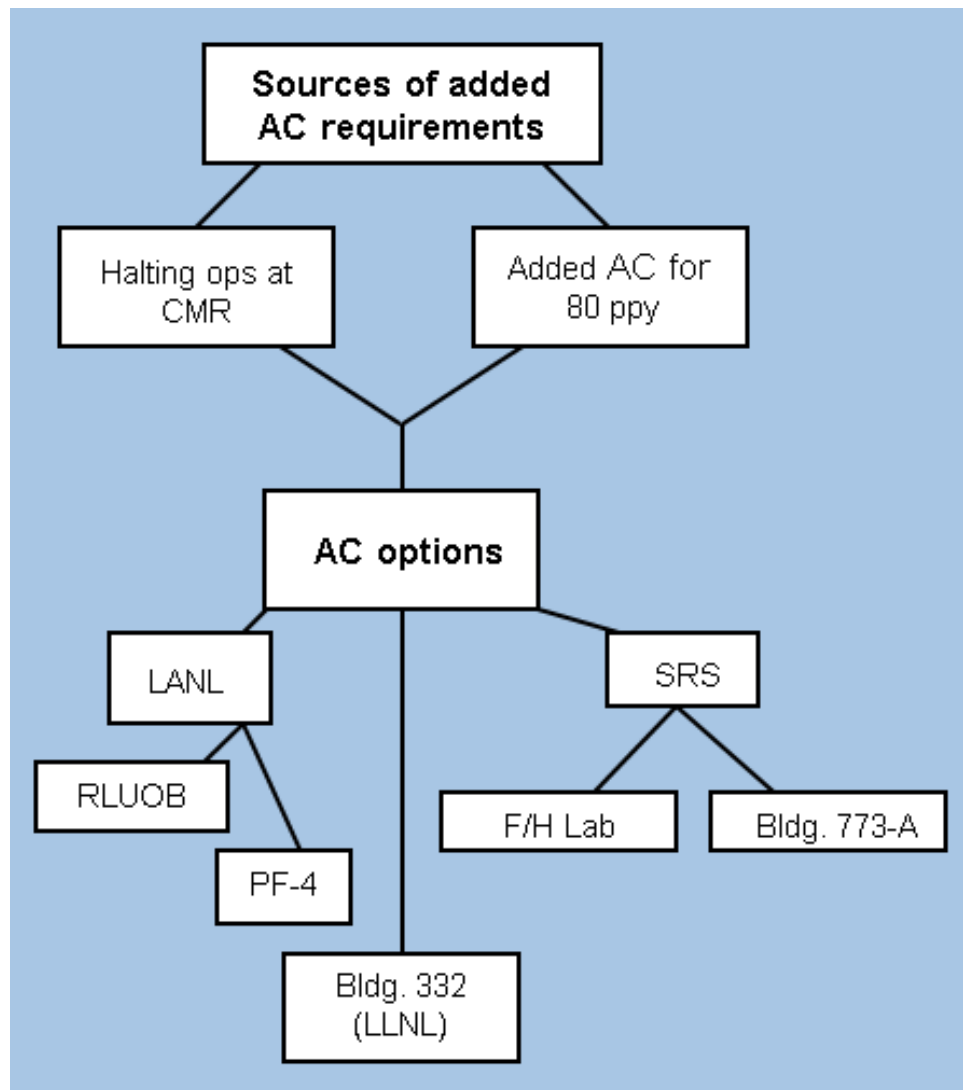 Sources of added
AC requirements
Halting ops at
CMR
Added AC for
80 ppy
AC options
LANL
SRS
RLUOB
PF-4
F/H Lab
Bldg. 773-A
Bldg. 332
(LLNL)